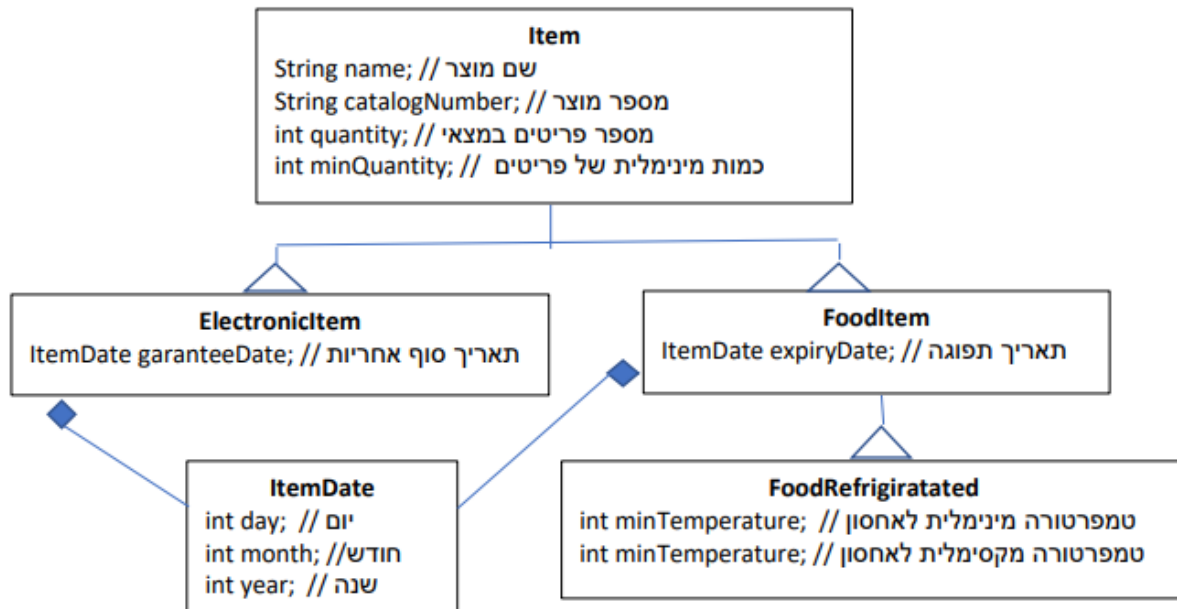 Item
String name; // שם מוצר
String catalogNumber; // מספר מוצר
int quantity; // מספר פריטים במצאי
int minQuantity; // כמות מינימלית של פריטים
ElectronicItem
ItemDate garanteeDate; // תאריך סוף אחריות
FoodItem
ItemDate expiryDate; // תאריך תפוגה
ItemDate
int day; // יום
int month; //חודש
int year; // שנה
FoodRefrigiratated
int minTemperature; // טמפרטורה מינימלית לאחסון
int minTemperature; // טמפרטורה מקסימלית לאחסון